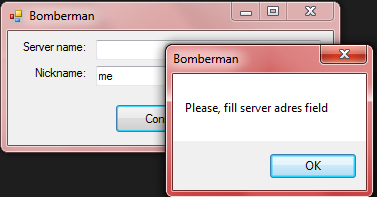 Bomberman
Server name:
Nickname: me
Con
Bomberman
Please, fill server adres field
OK